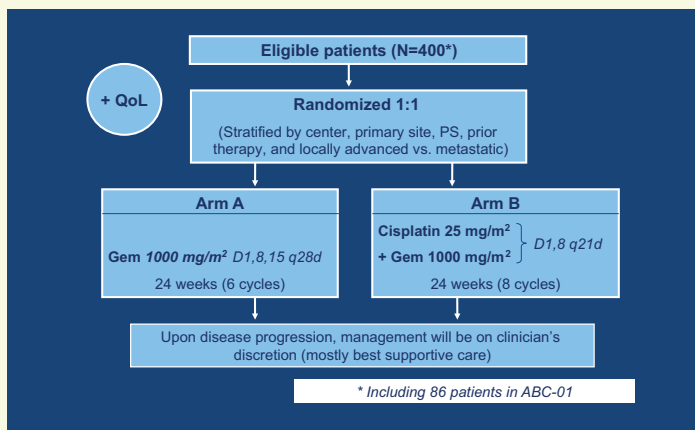 Eligible patients (N=400*)
+ QoL
Randomized 1:1
(Stratified by center, primary site, PS, prior
therapy, and locally advanced vs. metastatic)
Arm A
Gem 1000 mg/m² D1,8,15 q28d
24 weeks (6 cycles)
Arm B
Cisplatin 25 mg/m²
+ Gem 1000 mg/m²
D1,8 q21d
24 weeks (8 cycles)
Upon disease progression, management will be on clinician's
discretion (mostly best supportive care)
* Including 86 patients in ABC-01